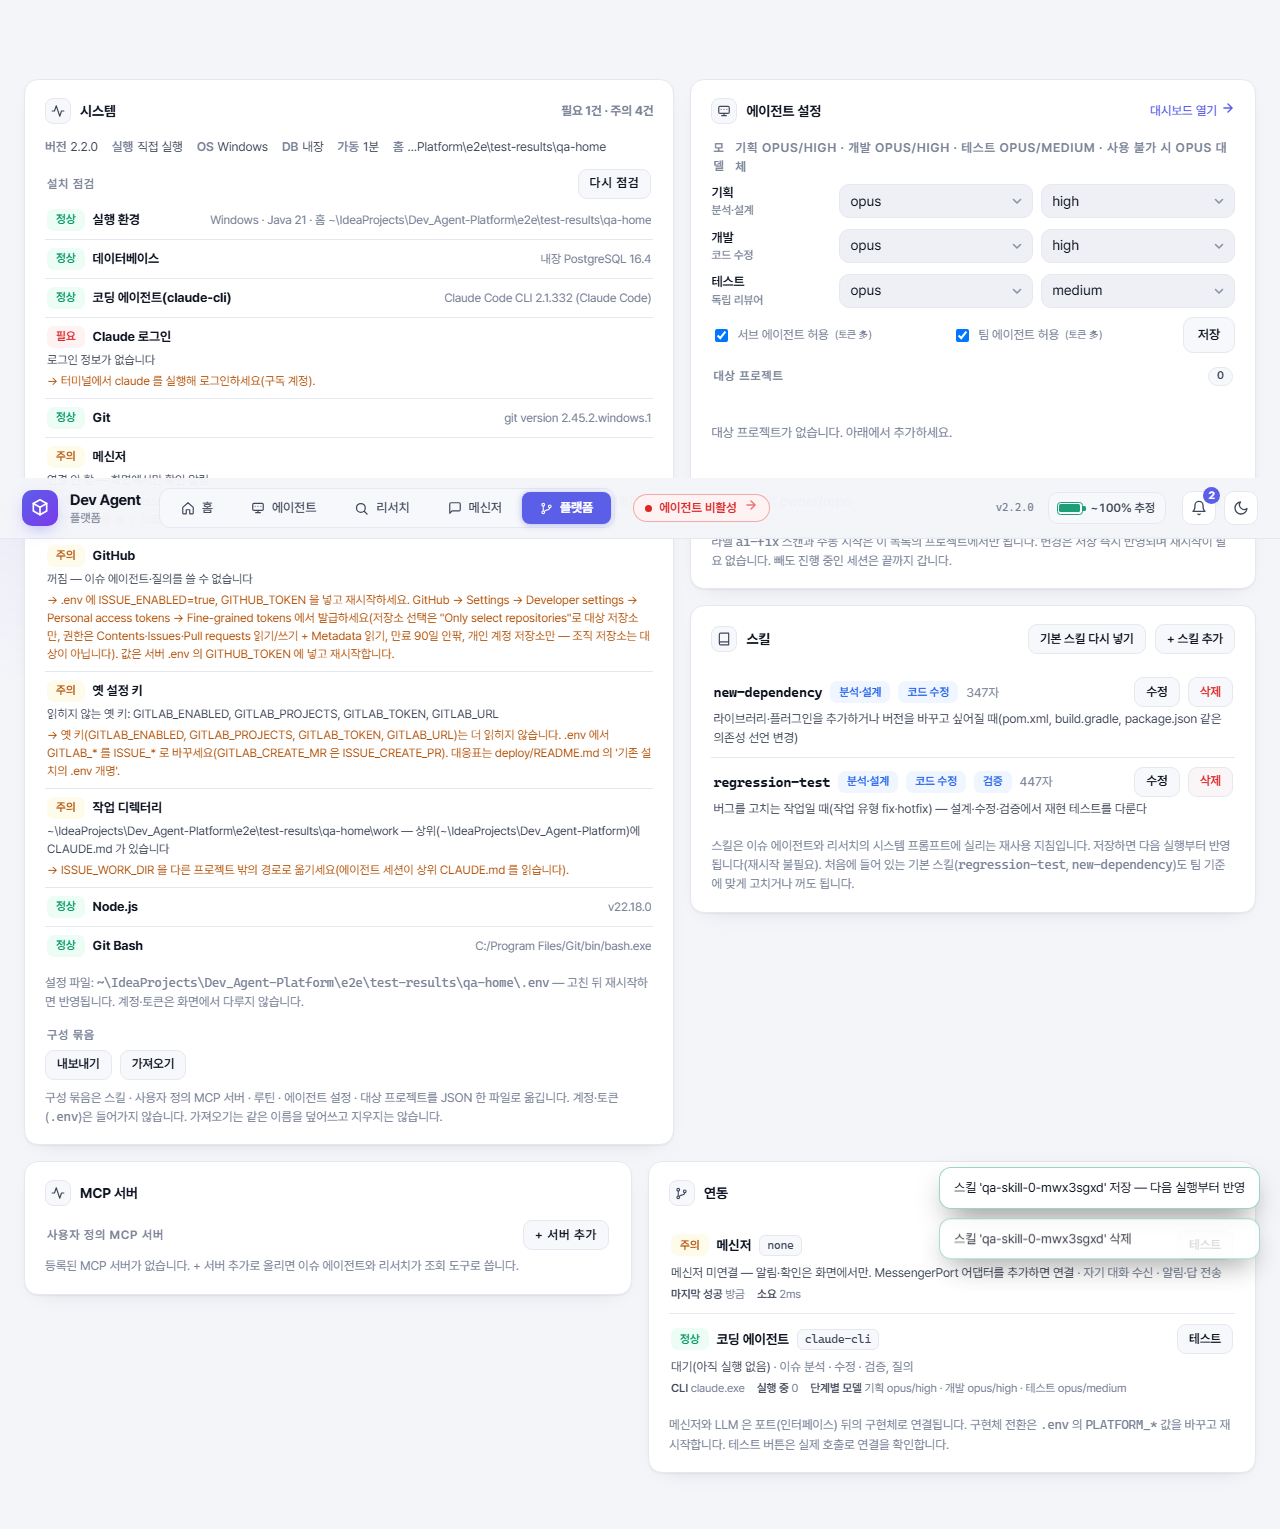 시스템
필요 1건 · 주의 4건
버전 2.2.0 실행 직접 실행 OS Windows DB 내장 가동 1분 홈 ...Platform\e2e\test-results\qa-home
설치 점검
다시 점검
정상 실행 환경 Windows · Java 21 · 홈 ~\IdeaProjects\Dev_Agent-Platform\e2e\test-results\qa-home
정상 데이터베이스 내장 PostgreSQL 16.4
정상 코딩 에이전트(claude-cli) Claude Code CLI 2.1.332 (Claude Code)
필요 Claude 로그인
로그인 정보가 없습니다
→ 터미널에서 claude 를 실행해 로그인하세요(구독 계정).
정상 Git git version 2.45.2.windows.1
주의 메신저
에이전트 설정
대시보드 열기 →
모델 기획 OPUS/HIGH · 개발 OPUS/HIGH · 테스트 OPUS/MEDIUM · 사용 불가 시 OPUS 대체
기획 opus high
분석·설계
개발 opus high
코드 수정
테스트 opus medium
독립 리뷰어
서브 에이전트 허용 (토큰 多) 팀 에이전트 허용 (토큰 多) 저장
대상 프로젝트 0
대상 프로젝트가 없습니다. 아래에서 추가하세요.
Dev Agent
플랫폼
홈 에이전트 리서치 메신저 플랫폼
에이전트 비활성 →
v2.2.0
~100% 추정
2
주의 GitHub
꺼짐 — 이슈 에이전트·질의를 쓸 수 없습니다
→ .env 에 ISSUE_ENABLED=true, GITHUB_TOKEN 을 넣고 재시작하세요. GitHub → Settings → Developer settings →
Personal access tokens → Fine-grained tokens 에서 발급하세요(저장소 선택은 "Only select repositories"로 대상 저장소
만, 권한은 Contents·Issues·Pull requests 읽기/쓰기 + Metadata 읽기, 만료 90일 안팎, 개인 계정 저장소만 — 조직 저장소는 대
상이 아닙니다). 값은 서버 .env 의 GITHUB_TOKEN 에 넣고 재시작합니다.
주의 옛 설정 키
읽히지 않는 옛 키: GITLAB_ENABLED, GITLAB_PROJECTS, GITLAB_TOKEN, GITLAB_URL
→ 옛 키(GITLAB_ENABLED, GITLAB_PROJECTS, GITLAB_TOKEN, GITLAB_URL)는 더 읽히지 않습니다. .env 에서
GITLAB_* 를 ISSUE_* 로 바꾸세요(GITLAB_CREATE_MR 은 ISSUE_CREATE_PR). 대응표는 deploy/README.md 의 '기존 설
치의 .env 개명'.
주의 작업 디렉터리
~\IdeaProjects\Dev_Agent-Platform\e2e\test-results\qa-home\work — 상위(~\IdeaProjects\Dev_Agent-Platform)에
CLAUDE.md 가 있습니다
→ ISSUE_WORK_DIR 을 다른 프로젝트 밖의 경로로 옮기세요(에이전트 세션이 상위 CLAUDE.md 를 읽습니다).
정상 Node.js v22.18.0
정상 Git Bash C:/Program Files/Git/bin/bash.exe
설정 파일: ~\IdeaProjects\Dev_Agent-Platform\e2e\test-results\qa-home\.env — 고친 뒤 재시작하
면 반영됩니다. 계정·토큰은 화면에서 다루지 않습니다.
구성 묶음
내보내기 가져오기
구성 묶음은 스킬 · 사용자 정의 MCP 서버 · 루틴 · 에이전트 설정 · 대상 프로젝트를 JSON 한 파일로 옮깁니다. 계정·토큰
(.env)은 들어가지 않습니다. 가져오기는 같은 이름을 덮어쓰고 지우지는 않습니다.
라벨 ai-fix 스캔과 수동 시작은 이 목록의 프로젝트에서만 됩니다. 변경은 저장 즉시 반영되며 재시작이 필
요 없습니다. 빼도 진행 중인 세션은 끝까지 갑니다.
스킬
기본 스킬 다시 넣기 + 스킬 추가
new-dependency 분석·설계 코드 수정 347자 수정 삭제
라이브러리·플러그인을 추가하거나 버전을 바꾸고 싶어질 때(pom.xml, build.gradle, package.json 같은
의존성 선언 변경)
regression-test 분석·설계 코드 수정 검증 447자 수정 삭제
버그를 고치는 작업일 때(작업 유형 fix·hotfix) — 설계·수정·검증에서 재현 테스트를 다룬다
스킬은 이슈 에이전트와 리서치의 시스템 프롬프트에 실리는 재사용 지침입니다. 저장하면 다음 실행부터 반영
됩니다(재시작 불필요). 처음에 들어 있는 기본 스킬(regression-test, new-dependency)도 팀 기준
에 맞게 고치거나 꺼도 됩니다.
MCP 서버
사용자 정의 MCP 서버 + 서버 추가
등록된 MCP 서버가 없습니다. + 서버 추가로 올리면 이슈 에이전트와 리서치가 조회 도구로 씁니다.
연동
스킬 'qa-skill-0-mwx3sgxd' 저장 — 다음 실행부터 반영
스킬 'qa-skill-0-mwx3sgxd' 삭제
테스트
주의 메신저 none
메신저 미연결 — 알림·확인은 화면에서만. MessengerPort 어댑터를 추가하면 연결 · 자기 대화 수신 · 알림·답 전송
마지막 성공 방금 소요 2ms
정상 코딩 에이전트 claude-cli 테스트
대기(아직 실행 없음) · 이슈 분석 · 수정 · 검증, 질의
CLI claude.exe 실행 중 0 단계별 모델 기획 opus/high · 개발 opus/high · 테스트 opus/medium
메신저와 LLM 은 포트(인터페이스) 뒤의 구현체로 연결됩니다. 구현체 전환은 .env 의 PLATFORM_* 값을 바꾸고 재
시작합니다. 테스트 버튼은 실제 호출로 연결을 확인합니다.